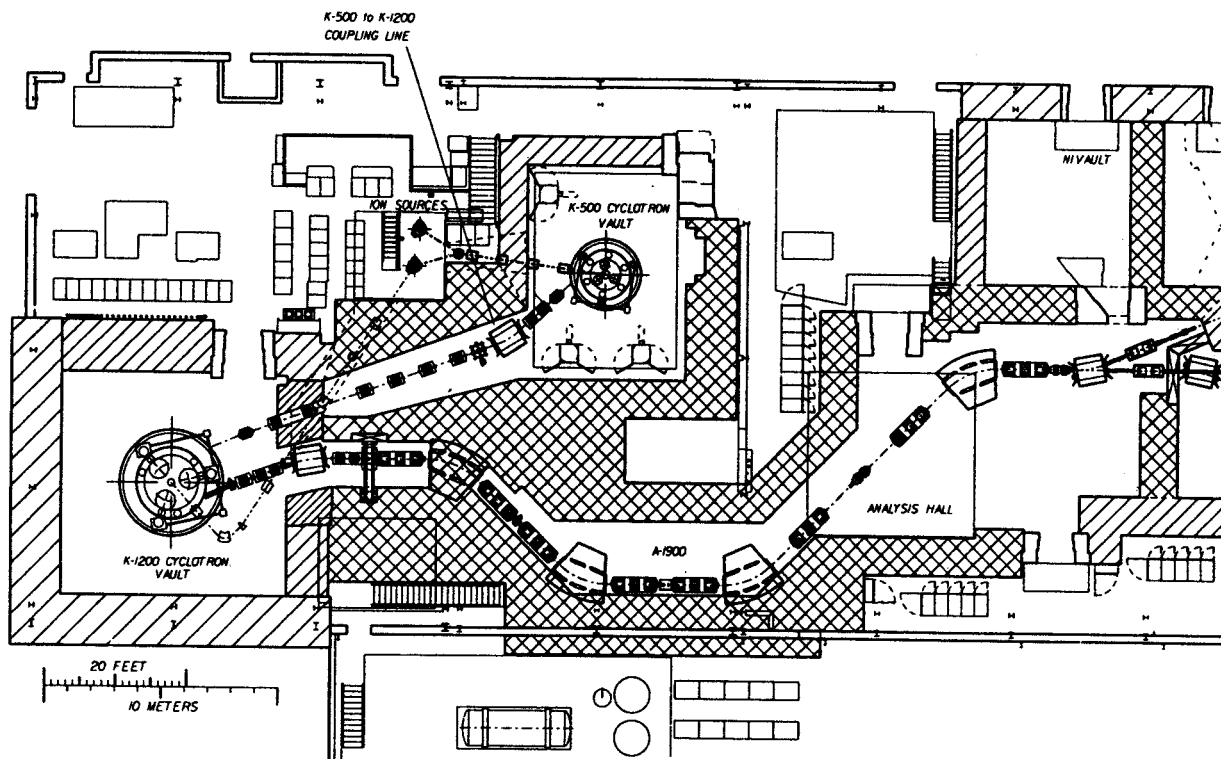 K-500 to K-1200
COUPLING LINE
N1 VAULT
ION SOURCES
K-500 CYCLOTRON
VAULT
ANALYSIS HALL
A-1900
K-1200 CYCLOTRON
VAULT
20 FEET
10 METERS